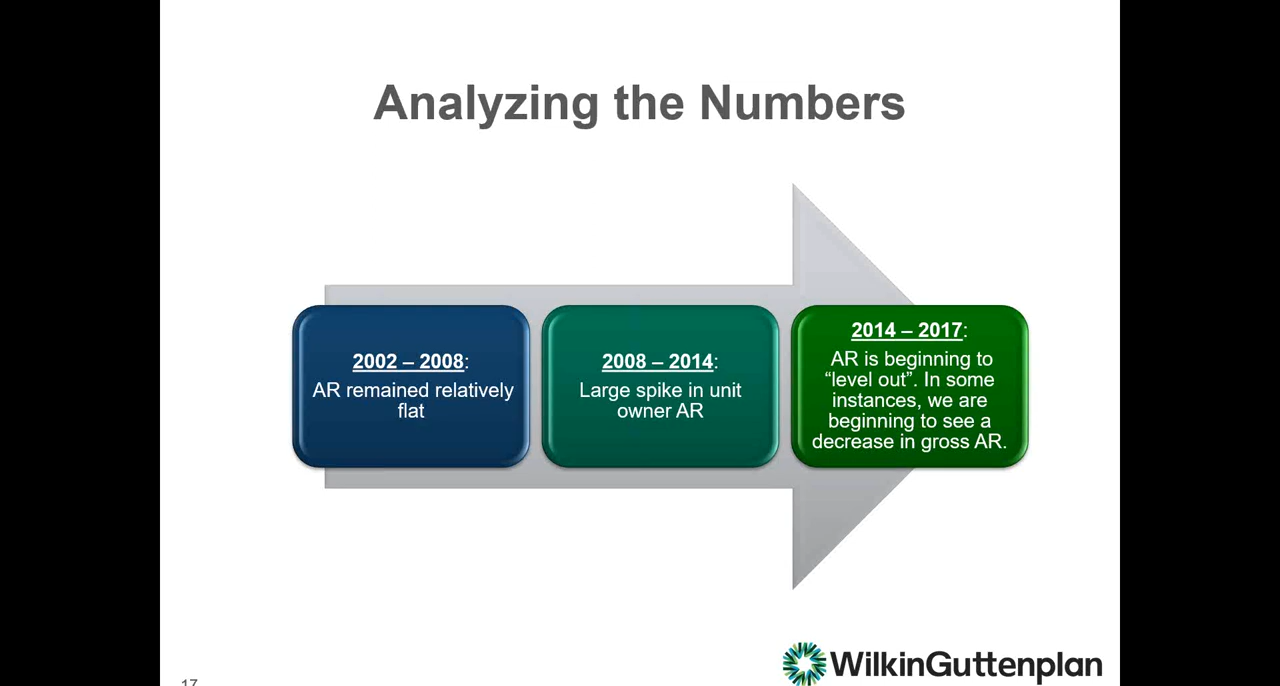 Analyzing the Numbers
2002 – 2008:
AR remained relatively
flat
2008 – 2014:
Large spike in unit
owner AR
2014 – 2017:
AR is beginning to
“level out”. In some
instances, we are
beginning to see a
decrease in gross AR.
WilkinGuttenplan
17